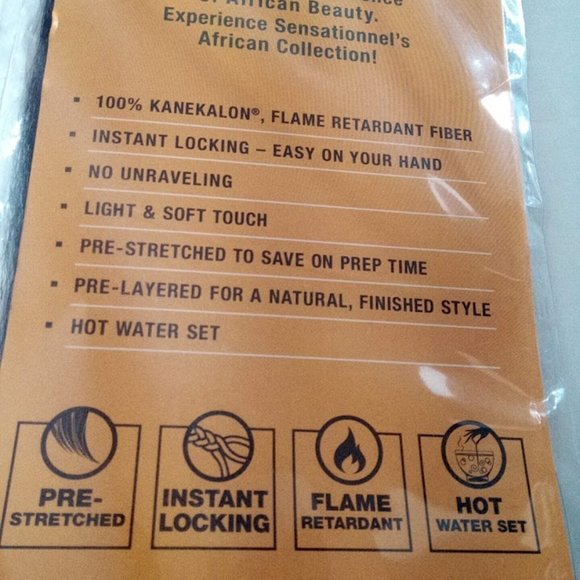 African Beauty.
Experience Sensationnel's
African Collection!
▪ 100% KANEKALON®, FLAME RETARDANT FIBER
▪ INSTANT LOCKING – EASY ON YOUR HAND
▪ NO UNRAVELING
▪ LIGHT & SOFT TOUCH
▪ PRE-STRETCHED TO SAVE ON PREP TIME
▪ PRE-LAYERED FOR A NATURAL, FINISHED STYLE
▪ HOT WATER SET
PRE-
STRETCHED
INSTANT
LOCKING
FLAME
RETARDANT
HOT
WATER SET